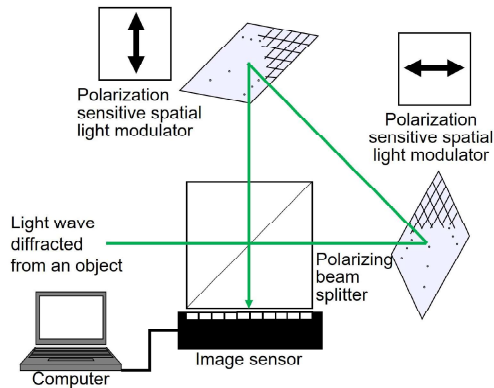 Polarization
sensitive spatial
light modulator
Polarization
sensitive spatial
light modulator
Light wave
diffracted
from an object
Polarizing
beam
splitter
Image sensor
Computer